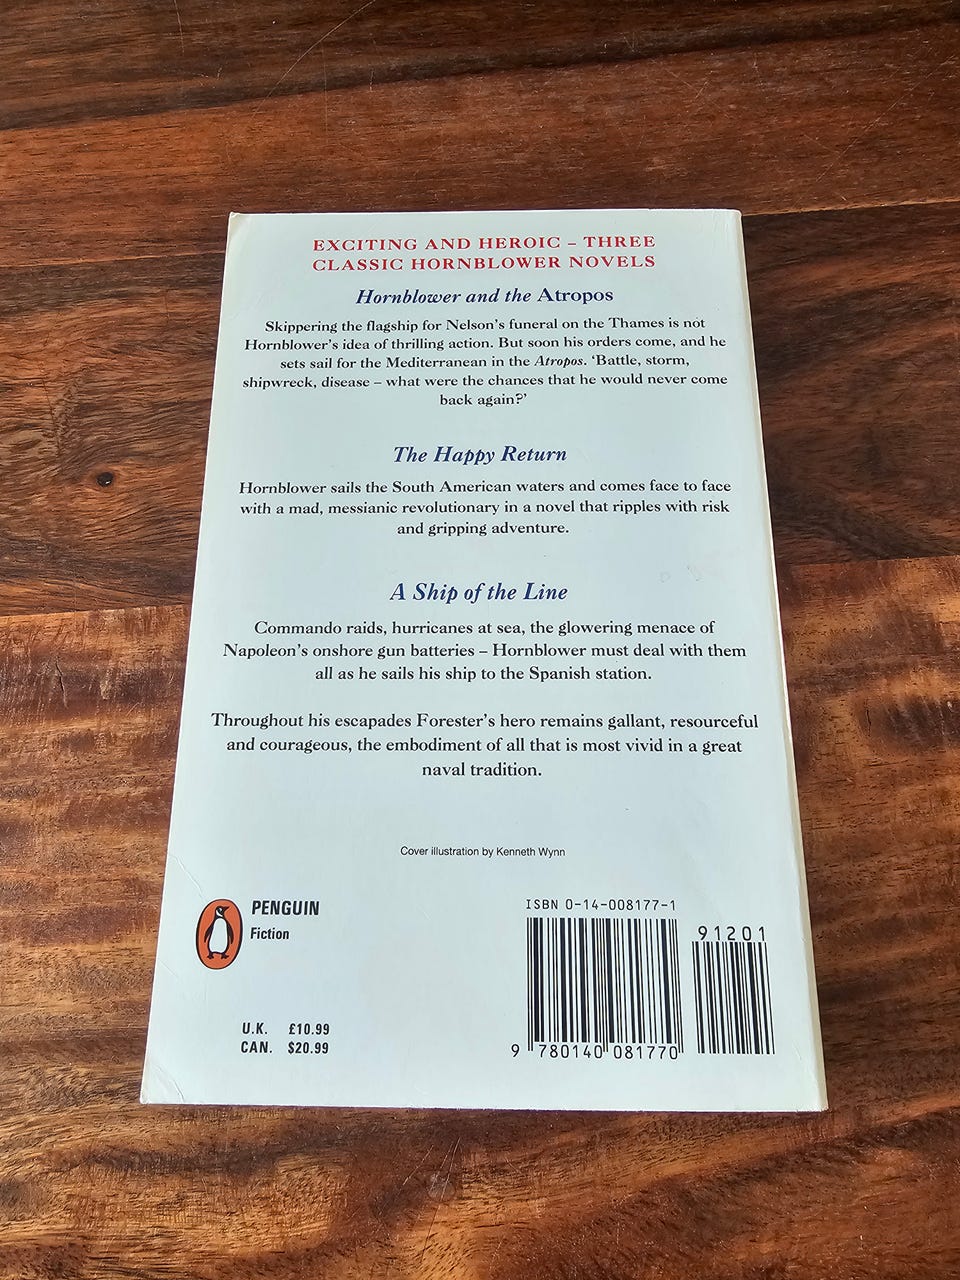 EXCITING AND HEROIC – THREE
CLASSIC HORNBLOWER NOVELS
Hornblower and the Atropos
Skippering the flagship for Nelson's funeral on the Thames is not
Hornblower's idea of thrilling action. But soon his orders come, and he
sets sail for the Mediterranean in the Atropos. 'Battle, storm,
shipwreck, disease – what were the chances that he would never come
back again?'
The Happy Return
Hornblower sails the South American waters and comes face to face
with a mad, messianic revolutionary in a novel that ripples with risk
and gripping adventure.
A Ship of the Line
Commando raids, hurricanes at sea, the glowering menace of
Napoleon's onshore gun batteries – Hornblower must deal with them
all as he sails his ship to the Spanish station.
Throughout his escapades Forester's hero remains gallant, resourceful
and courageous, the embodiment of all that is most vivid in a great
naval tradition.
Cover illustration by Kenneth Wynn
PENGUIN
Fiction
U.K. £10.99
CAN. $20.99
ISBN 0-14-008177-1
91201
9 780140 081770